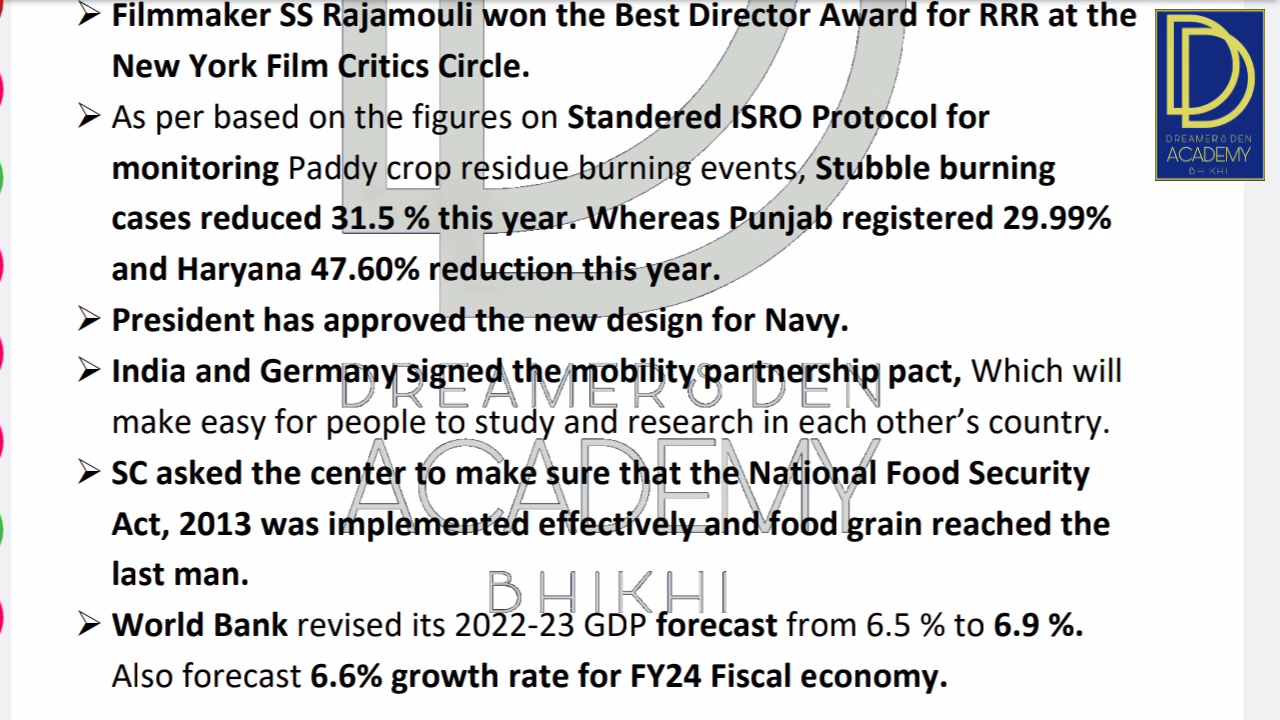 ➢ Filmmaker SS Rajamouli won the Best Director Award for RRR at the
New York Film Critics Circle.
➢ As per based on the figures on Standered ISRO Protocol for
monitoring Paddy crop residue burning events, Stubble burning
cases reduced 31.5 % this year. Whereas Punjab registered 29.99%
and Haryana 47.60% reduction this year.
➢ President has approved the new design for Navy.
➢ India and Germany signed the mobility partnership pact, Which will
make easy for people to study and research in each other's country.
➢ SC asked the center to make sure that the National Food Security
Act, 2013 was implemented effectively and food grain reached the
last man.
➢ World Bank revised its 2022-23 GDP forecast from 6.5 % to 6.9 %.
Also forecast 6.6% growth rate for FY24 Fiscal economy.
DREAMER'S DEN
ACADEMY
BHIKHI
DREAMER'S DEN
ACADEMY
BHIKHI